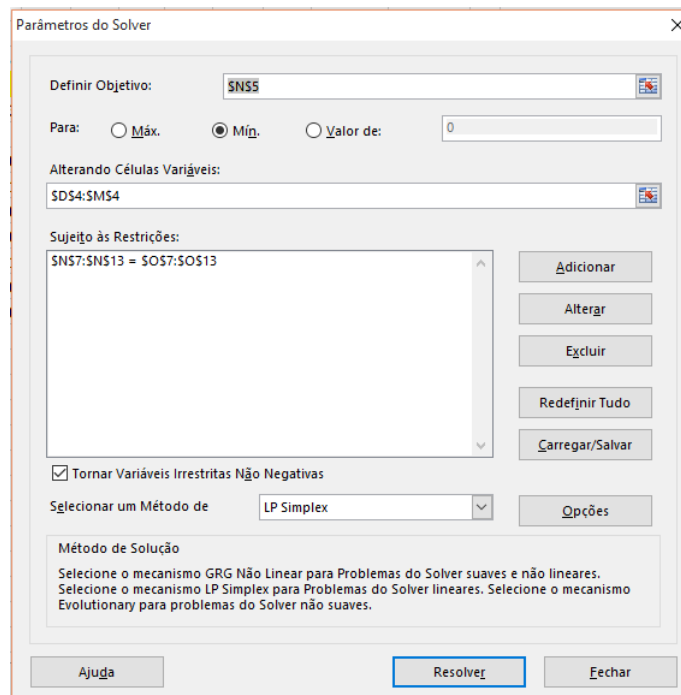 Parâmetros do Solver
Definir Objetivo: $N$5
Para: Máx. Mín. Valor de: 0
Alterando Células Variáveis:
$D$4:$M$4
Sujeito às Restrições:
$N$7:$N$13 = $O$7:$O$13
Adicionar
Alterar
Excluir
Redefinir Tudo
Carregar/Salvar
Tornar Variáveis Irrestritas Não Negativas
Selecionar um Método de LP Simplex Opções
Método de Solução
Selecione o mecanismo GRG Não Linear para Problemas do Solver suaves e não lineares.
Selecione o mecanismo LP Simplex para Problemas do Solver lineares. Selecione o mecanismo
Evolutionary para problemas do Solver não suaves.
Ajuda Resolver Fechar